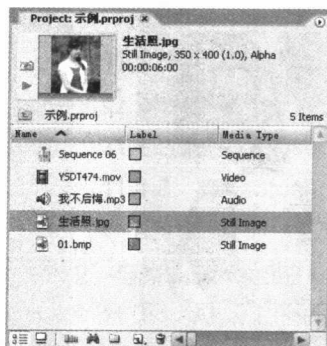 Project: 示例.prproj ×
生活照.jpg
Still Image, 350 x 400 (1.0), Alpha
00:00:06:00
示例.prproj 5 Items
Name Label Media Type
Sequence 06 Sequence
YSDT474.mov Video
我不后悔.mp3 Audio
生活照.jpg Still Image
01.bmp Still Image